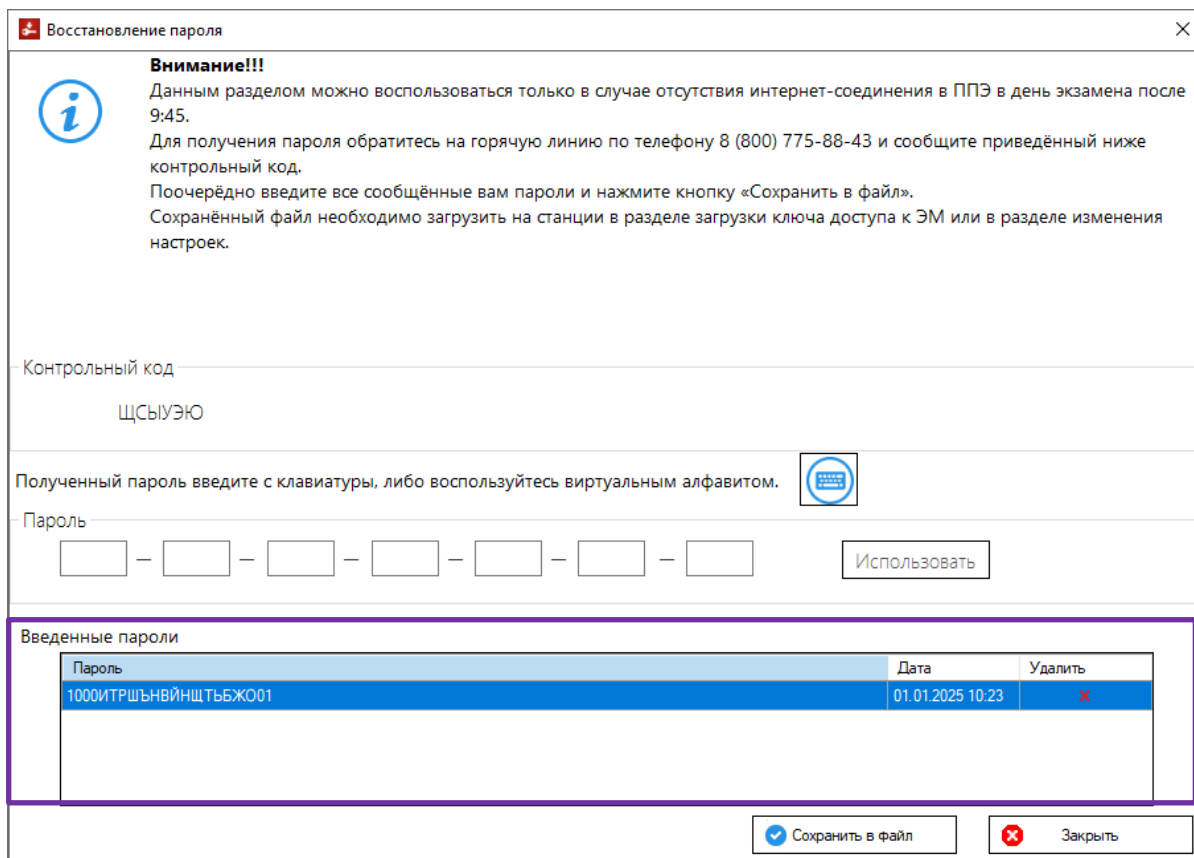 Восстановление пароля
Внимание!!!
Данным разделом можно воспользоваться только в случае отсутствия интернет-соединения в ППЭ в день экзамена после
9:45.
Для получения пароля обратитесь на горячую линию по телефону 8 (800) 775-88-43 и сообщите приведённый ниже
контрольный код.
Поочерёдно введите все сообщённые вам пароли и нажмите кнопку «Сохранить в файл».
Сохранённый файл необходимо загрузить на станции в разделе загрузки ключа доступа к ЭМ или в разделе изменения
настроек.
Контрольный код
ЩСЫУЭЮ
Полученный пароль введите с клавиатуры, либо воспользуйтесь виртуальным алфавитом.
Пароль
— — — — — — Использовать
Введенные пароли
Пароль Дата Удалить
1000ИТРШЪНВЙНЩТЬБЖО01 01.01.2025 10:23
Сохранить в файл Закрыть